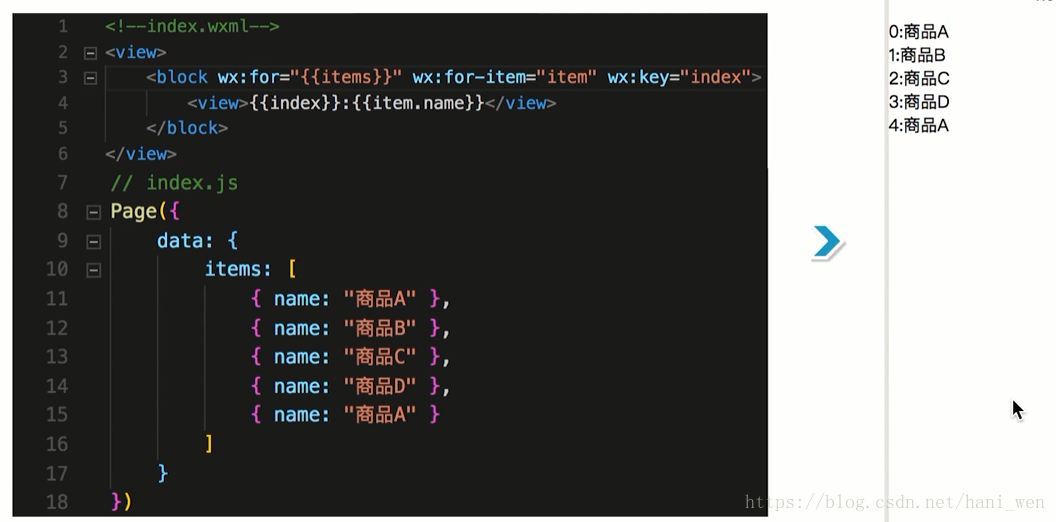 1 <!--index.wxml-->
2 <view>
3 <block wx:for="{{items}}" wx:for-item="item" wx:key="index">
4 <view>{{index}}:{{item.name}}</view>
5 </block>
6 </view>
7 // index.js
8 Page({
9 data: {
10 items: [
11 { name: "商品A" },
12 { name: "商品B" },
13 { name: "商品C" },
14 { name: "商品D" },
15 { name: "商品A" }
16 ]
17 }
18 })
0:商品A
1:商品B
2:商品C
3:商品D
4:商品A
https://blog.csdn.net/hani_wen